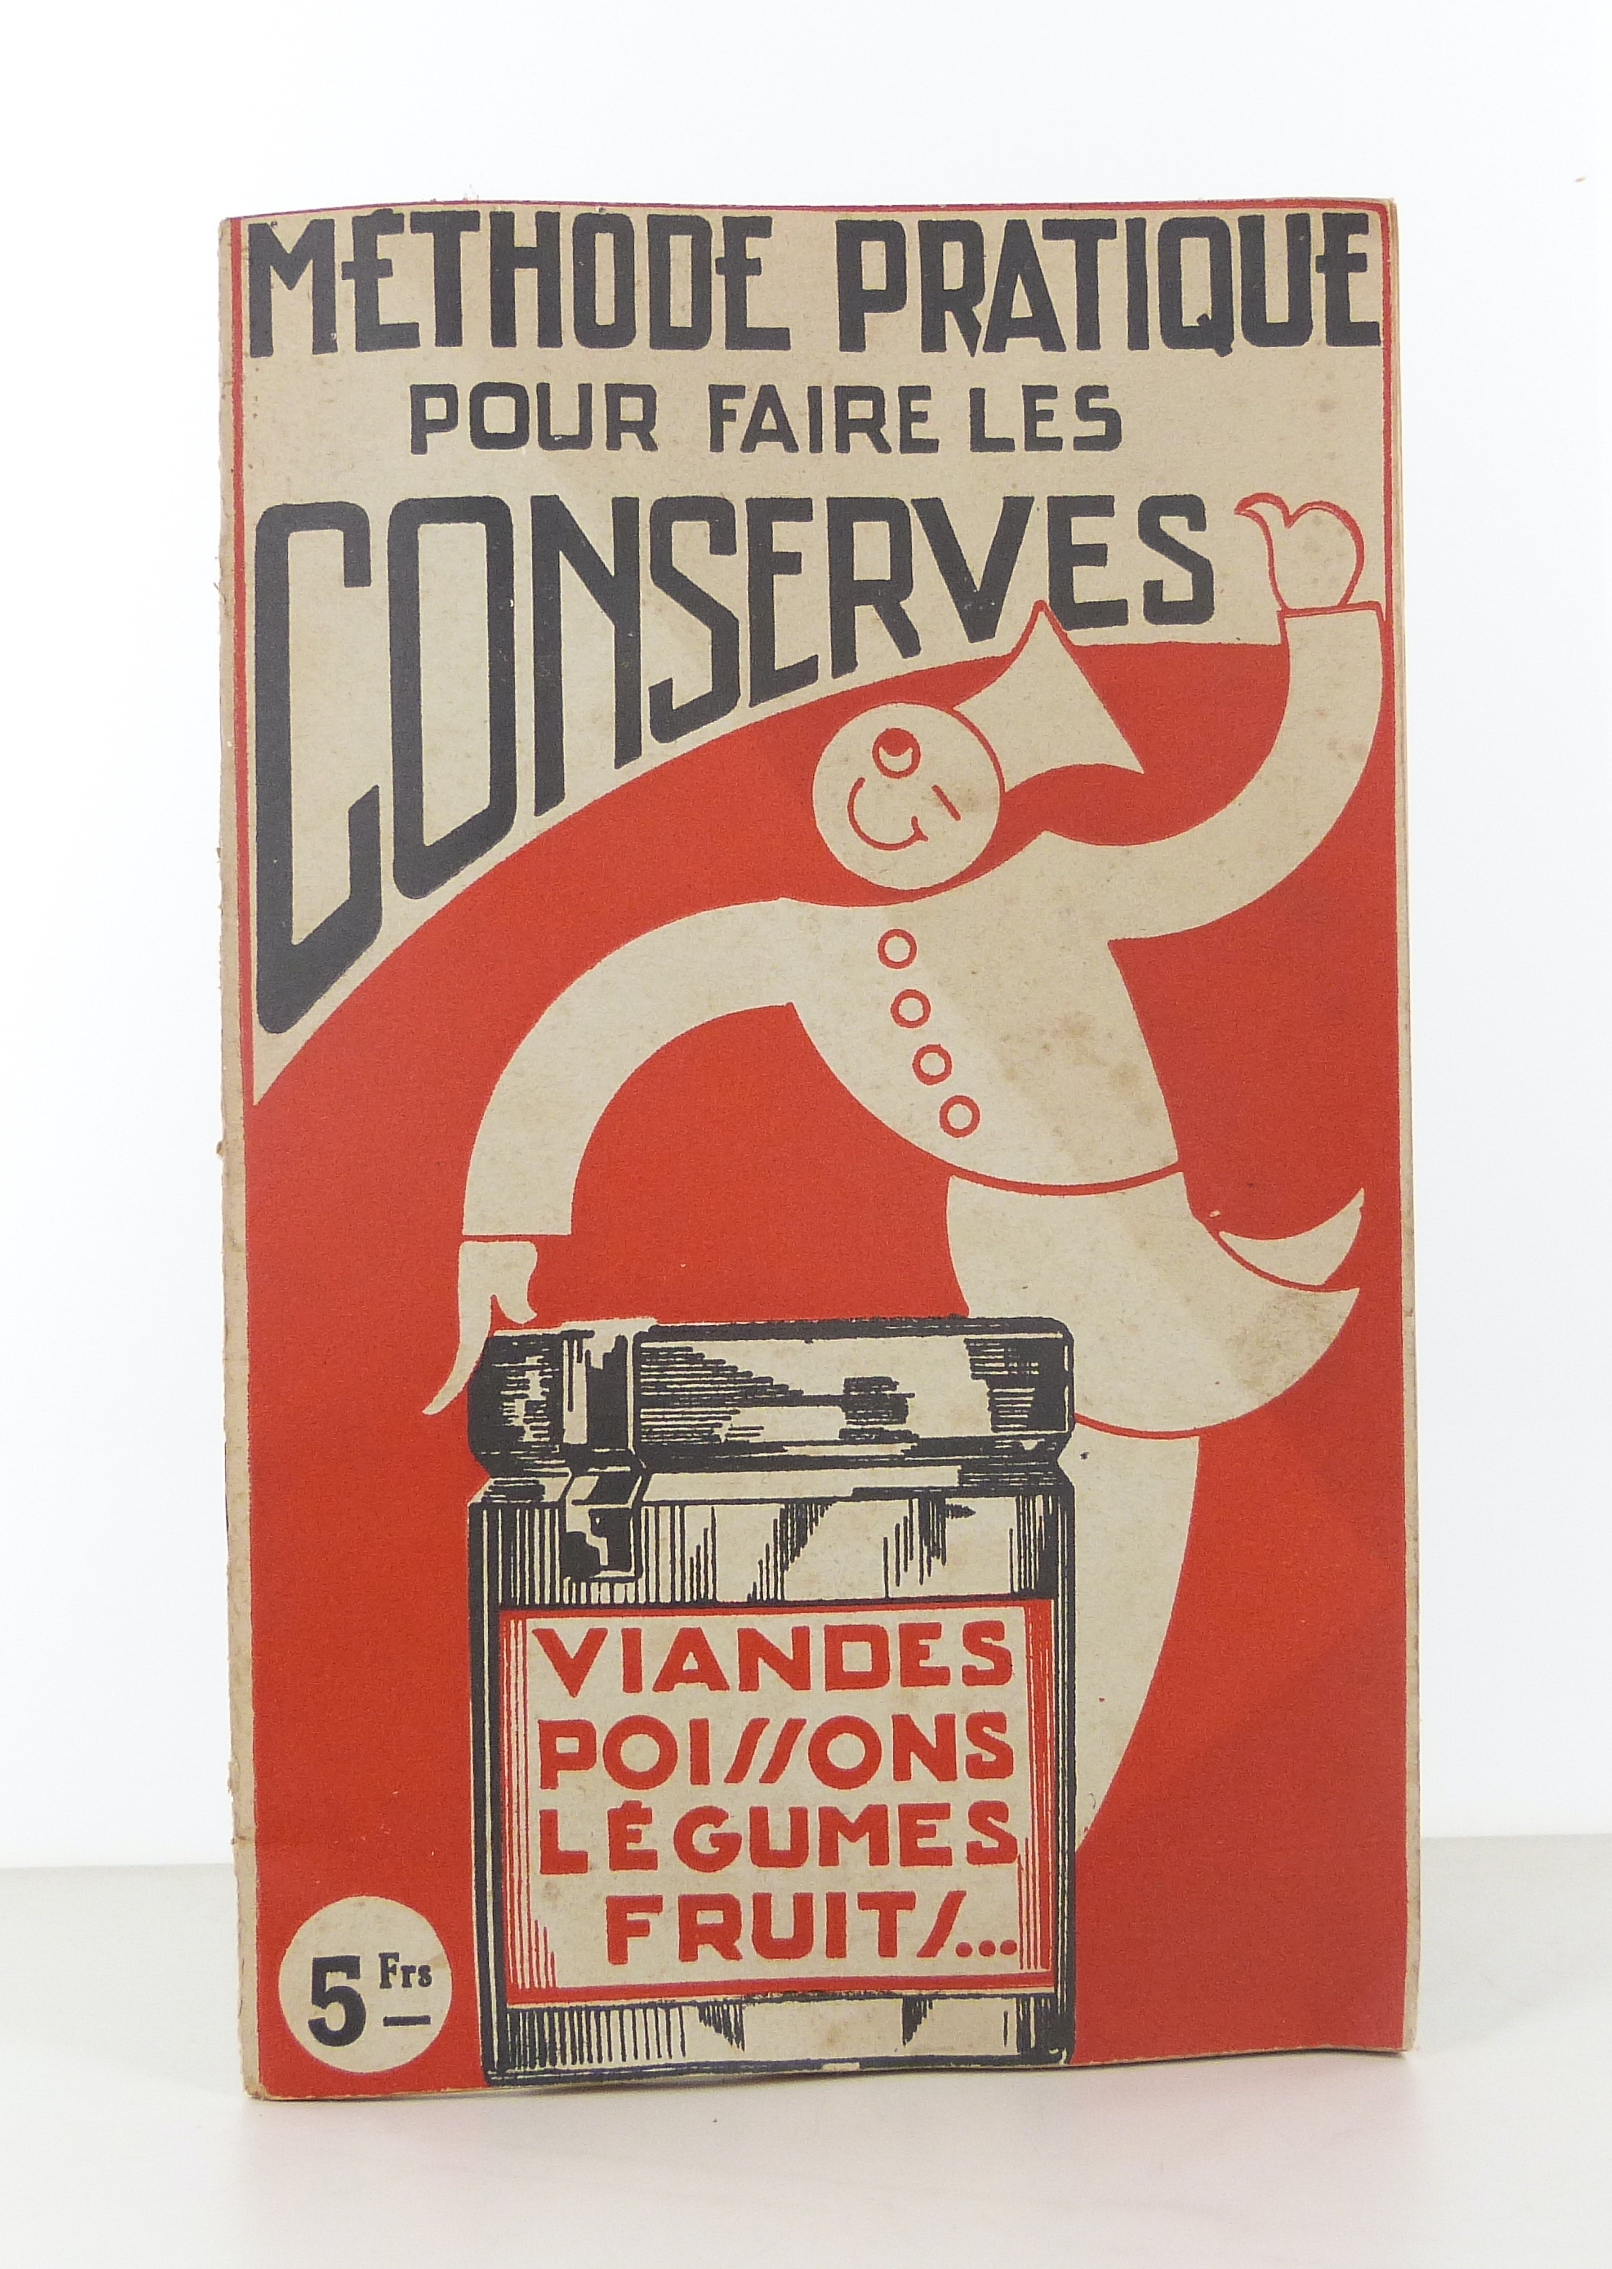 MÉTHODE PRATIQUE
POUR FAIRE LES
CONSERVES
VIANDES
POISSONS
LÉGUMES
FRUITS...
5 Frs